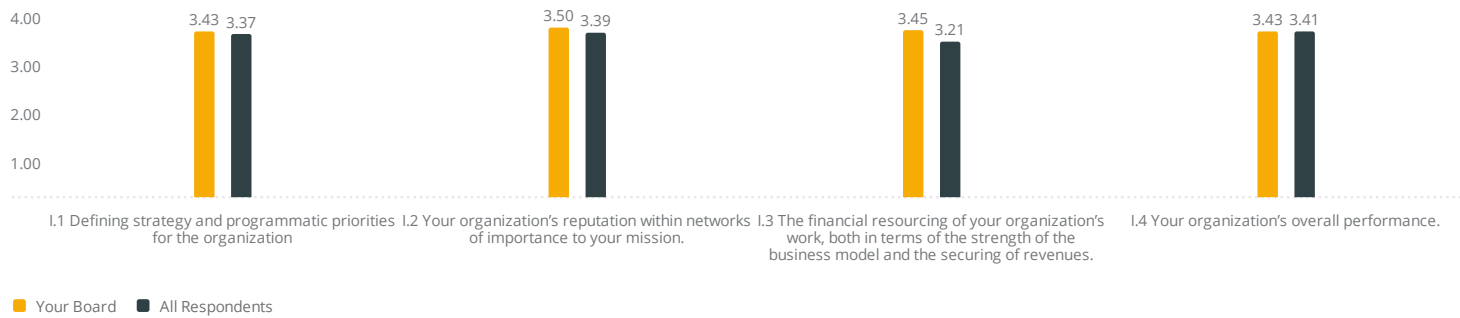 4.00
3.00
2.00
1.00
3.43 3.37
3.50 3.39
3.45 3.21
3.43 3.41
I.1 Defining strategy and programmatic priorities
for the organization
I.2 Your organization’s reputation within networks
of importance to your mission.
I.3 The financial resourcing of your organization’s
work, both in terms of the strength of the
business model and the securing of revenues.
I.4 Your organization’s overall performance.
Your Board
All Respondents